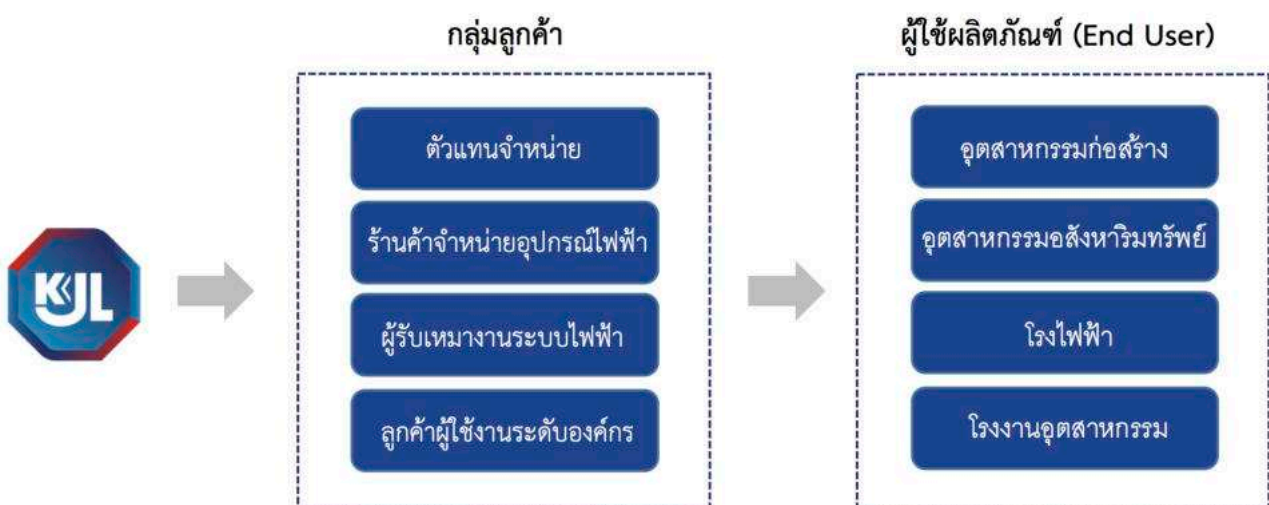 กลุ่มลูกค้า
ตัวแทนจำหน่าย
ร้านค้าจำหน่ายอุปกรณ์ไฟฟ้า
ผู้รับเหมางานระบบไฟฟ้า
ลูกค้าผู้ใช้งานระดับองค์กร
ผู้ใช้ผลิตภัณฑ์ (End User)
อุตสาหกรรมก่อสร้าง
อุตสาหกรรมอสังหาริมทรัพย์
โรงไฟฟ้า
โรงงานอุตสาหกรรม
KJL